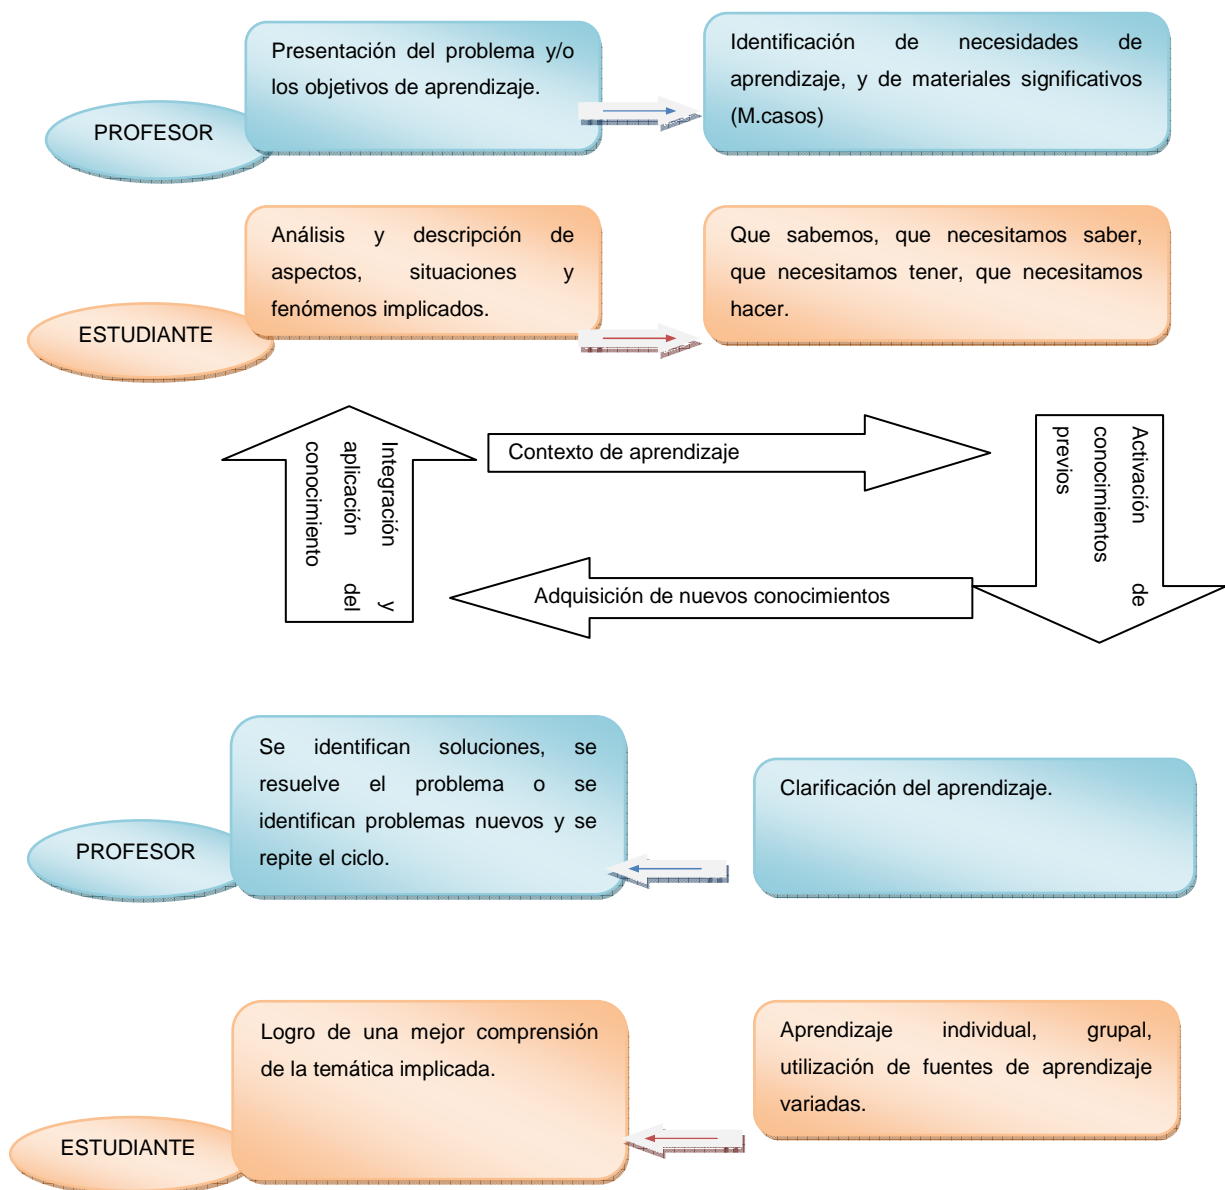 Presentación del problema y/o
los objetivos de aprendizaje.
Identificación de necesidades de
aprendizaje, y de materiales significativos
(M.casos)
PROFESOR
Análisis y descripción de
aspectos, situaciones y
fenómenos implicados.
Que sabemos, que necesitamos saber,
que necesitamos tener, que necesitamos
hacer.
ESTUDIANTE
Integración y
aplicación del
conocimiento
Contexto de aprendizaje
Activación de
conocimientos
previos
Adquisición de nuevos conocimientos
Se identifican soluciones, se
resuelve el problema o se
identifican problemas nuevos y se
repite el ciclo.
Clarificación del aprendizaje.
PROFESOR
Logro de una mejor comprensión
de la temática implicada.
Aprendizaje individual, grupal,
utilización de fuentes de aprendizaje
variadas.
ESTUDIANTE